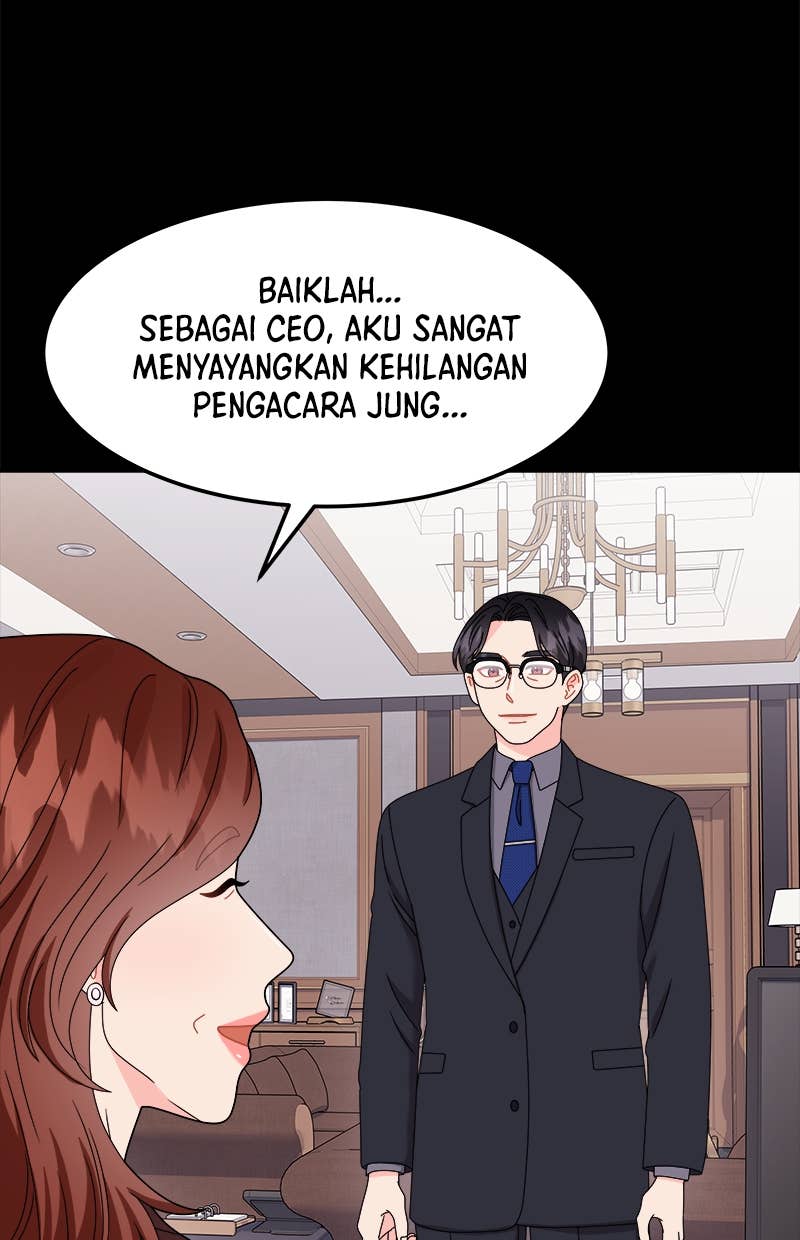 BAIKLAH...
SEBAGAI CEO, AKU SANGAT
MENYAYANGKAN KEHILANGAN
PENGACARA JUNG...